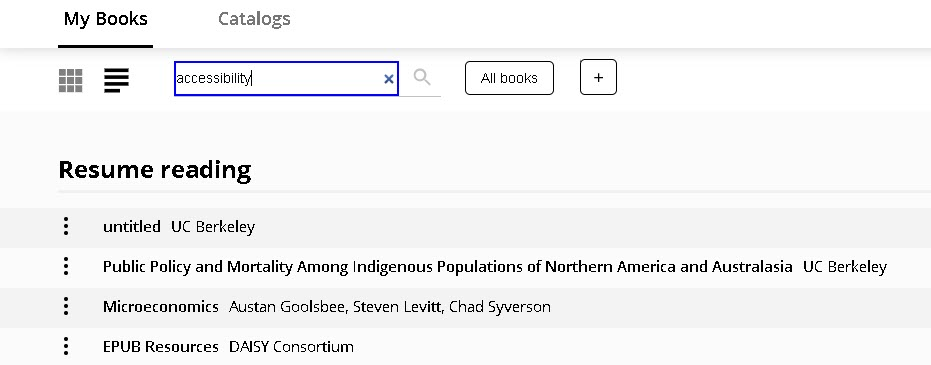 My Books Catalogs
accessibility All books +
Resume reading
untitled UC Berkeley
Public Policy and Mortality Among Indigenous Populations of Northern America and Australasia UC Berkeley
Microeconomics Austan Goolsbee, Steven Levitt, Chad Syverson
EPUB Resources DAISY Consortium